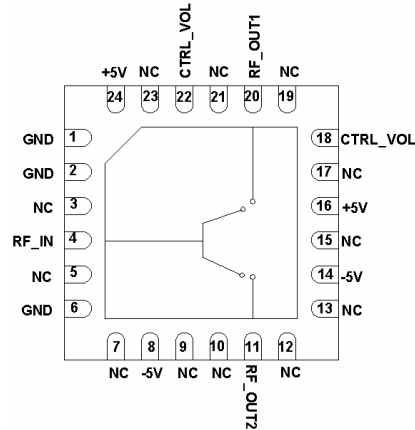 +5V NC CTRL_VOL NC RF_OUT1 NC
24 23 22 21 20 19
GND 1
GND 2
NC 3
RF_IN 4
NC 5
GND 6
18 CTRL_VOL
17 NC
16 +5V
15 NC
14 -5V
13 NC
7 8 9 10 11 12
NC -5V NC NC RF_OUT2 NC